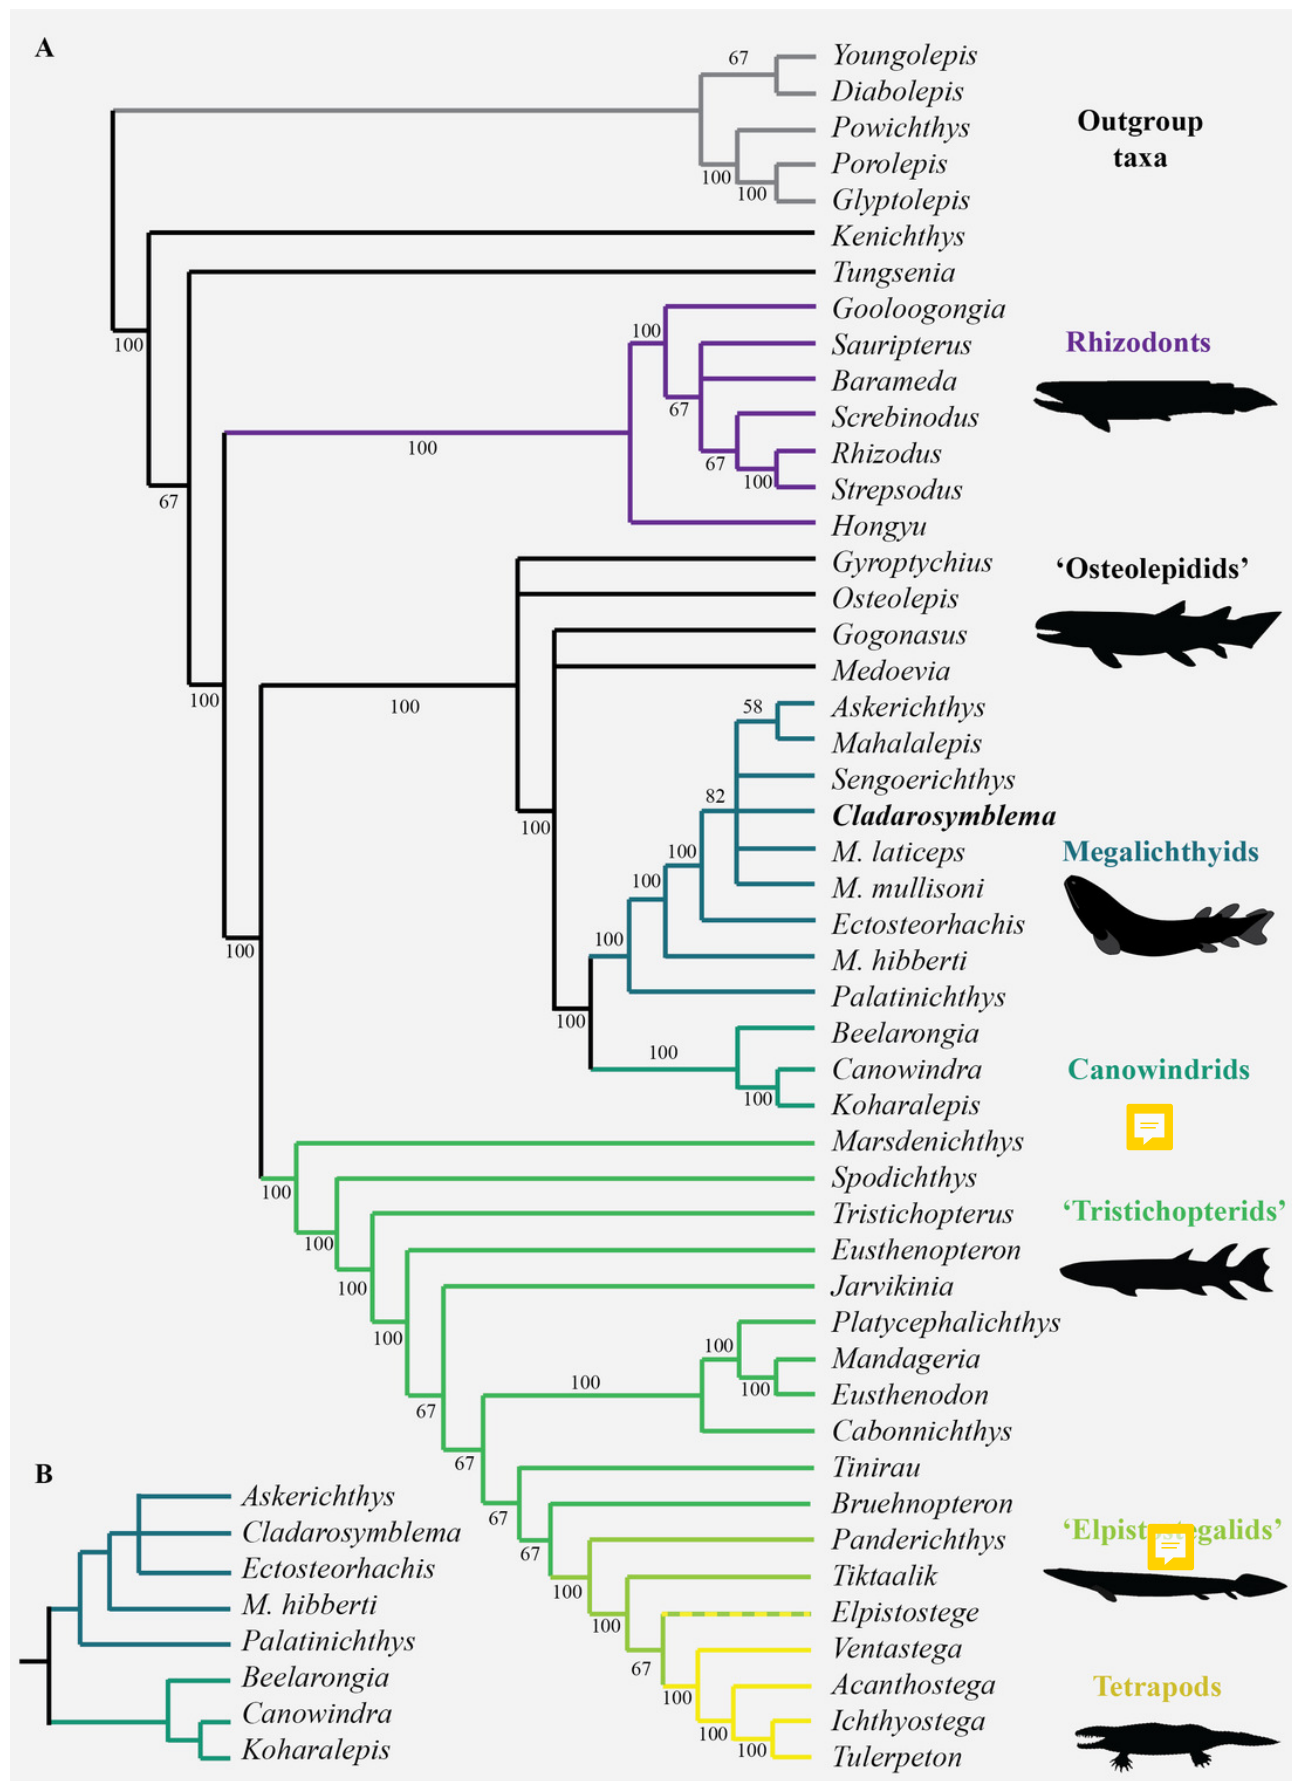 A
67
Youngolepis
Diabolepis
Powichthys
Porolepis
100
100
Glyptolepis
Outgroup
taxa
Kenichthys
Tungsenia
100
Gooloogongia
100
Sauripterus
Rhizodonts
Barameda
67
Screbinodus
100
Rhizodus
67
100
Strepsodus
67
Hongyu
Gyroptychius
‘Osteolepidids’
Osteolepis
Gogonasus
Medoevia
100
100
58
Askerichthys
Mahalalepis
Sengoerichthys
82
Cladarosymblema
100
100
M. laticeps
Megalichthyids
100
M. mullisoni
Ectosteorhachis
100
100
M. hibberti
Palatinichthys
100
Beelarongia
100
Canowindra
Canowindrids
100
Koharalepis
Marsdenichthys
100
Spodichthys
Tristichopterus
‘Tristichopterids’
100
Eusthenopteron
100
Jarvikinia
Platycephalichthys
100
100
Mandageria
100
100
Eusthenodon
67
Cabonnichthys
67
Tinirau
67
Bruehnopteron
67
Panderichthys
‘Elpistostegalids’
100
Tiktaalik
100
Elpistostege
67
Ventastega
100
Acanthostega
Tetrapods
100
Ichthyostega
100
Tulerpeton
B
Askerichthys
Cladarosymblema
Ectosteorhachis
M. hibberti
Palatinichthys
Beelarongia
Canowindra
Koharalepis